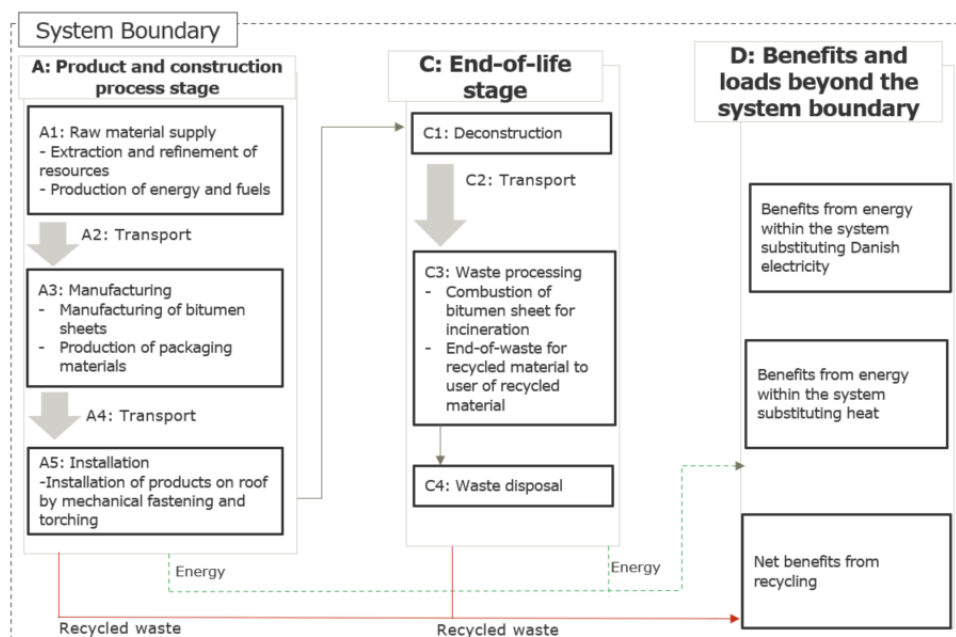 System Boundary
A: Product and construction
process stage
A1: Raw material supply
- Extraction and refinement of
resources
- Production of energy and fuels
A2: Transport
A3: Manufacturing
- Manufacturing of bitumen
sheets
- Production of packaging
materials
A4: Transport
A5: Installation
-Installation of products on roof
by mechanical fastening and
torching
Energy
Recycled waste
C: End-of-life
stage
C1: Deconstruction
C2: Transport
C3: Waste processing
- Combustion of
bitumen sheet for
incineration
- End-of-waste for
recycled material to
user of recycled
material
C4: Waste disposal
Energy
Recycled waste
D: Benefits and
loads beyond the
system boundary
Benefits from energy
within the system
substituting Danish
electricity
Benefits from energy
within the system
substituting heat
Net benefits from
recycling